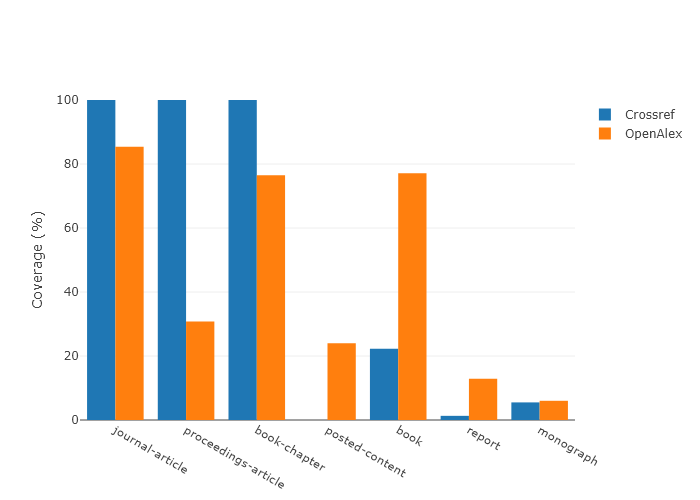 Crossref
OpenAlex
Coverage (%)
100
80
60
40
20
0
journal-article
proceedings-article
book-chapter
posted-content
book
report
monograph